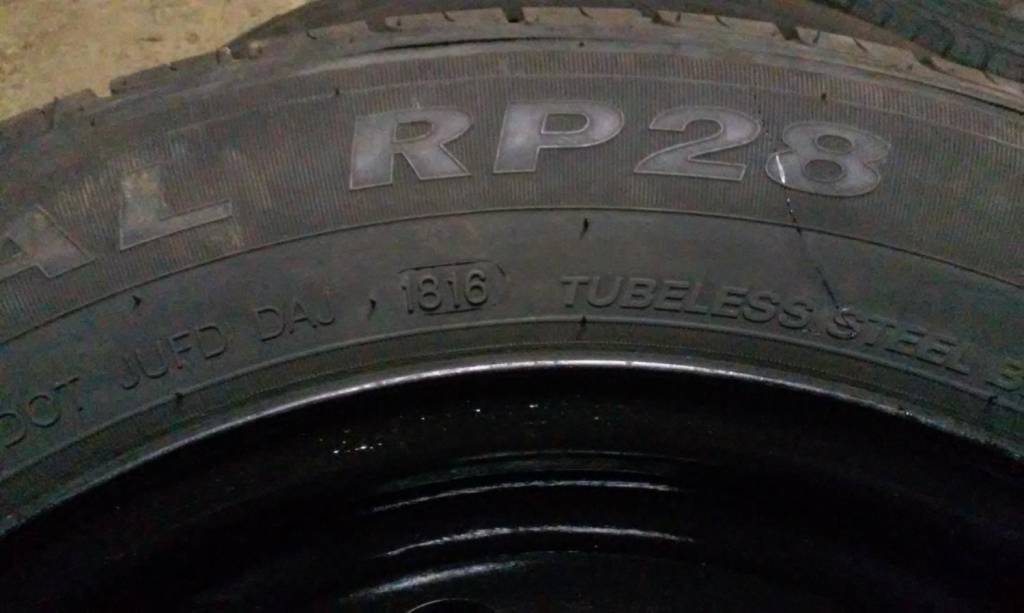 AL RP28
DOT JUFD DAJ 1816 TUBELESS STEEL